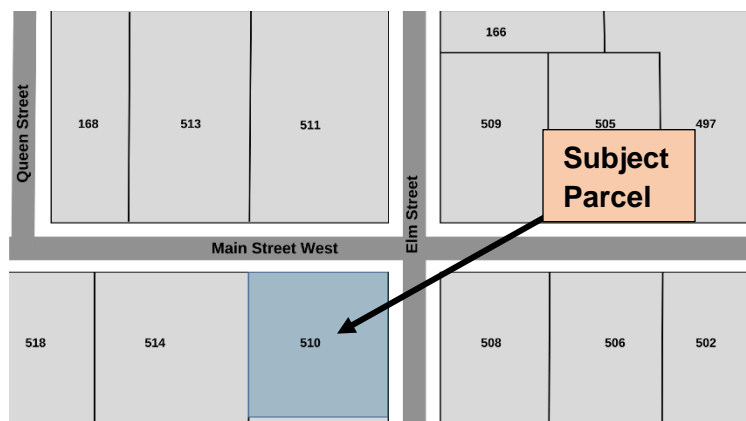 166
168
513
511
509
505
497
Subject
Parcel
Queen Street
Elm Street
Main Street West
518
514
510
508
506
502